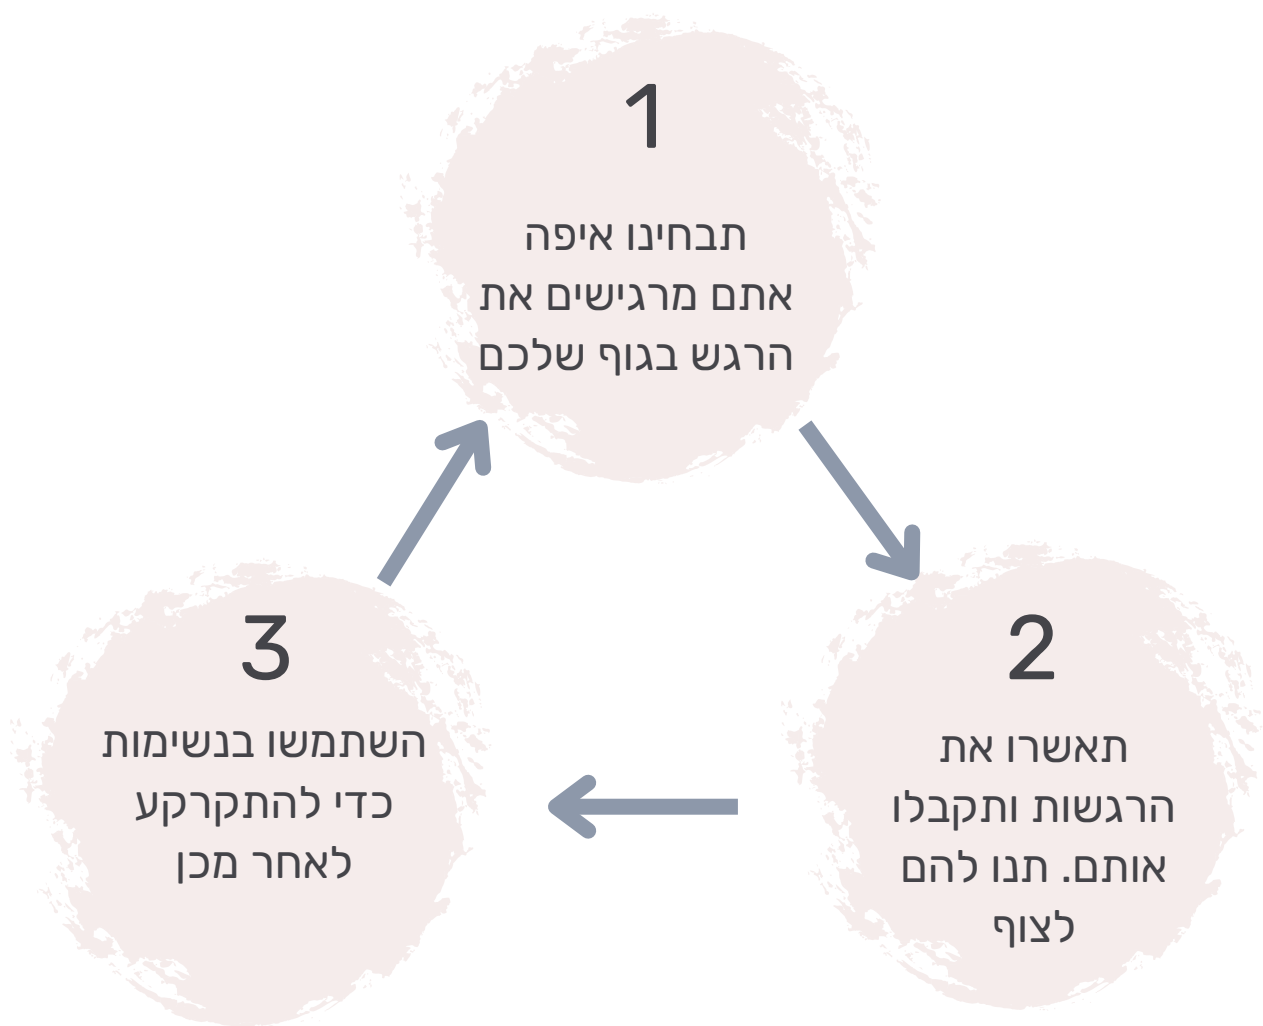 1
תבחינו איפה
אתם מרגישים את
הרגש בגוף שלכם
2
תאשרו את
הרגשות ותקבלו
אותם. תנו להם
לצוף
3
השתמשו בנשימות
כדי להתקרקע
לאחר מכן